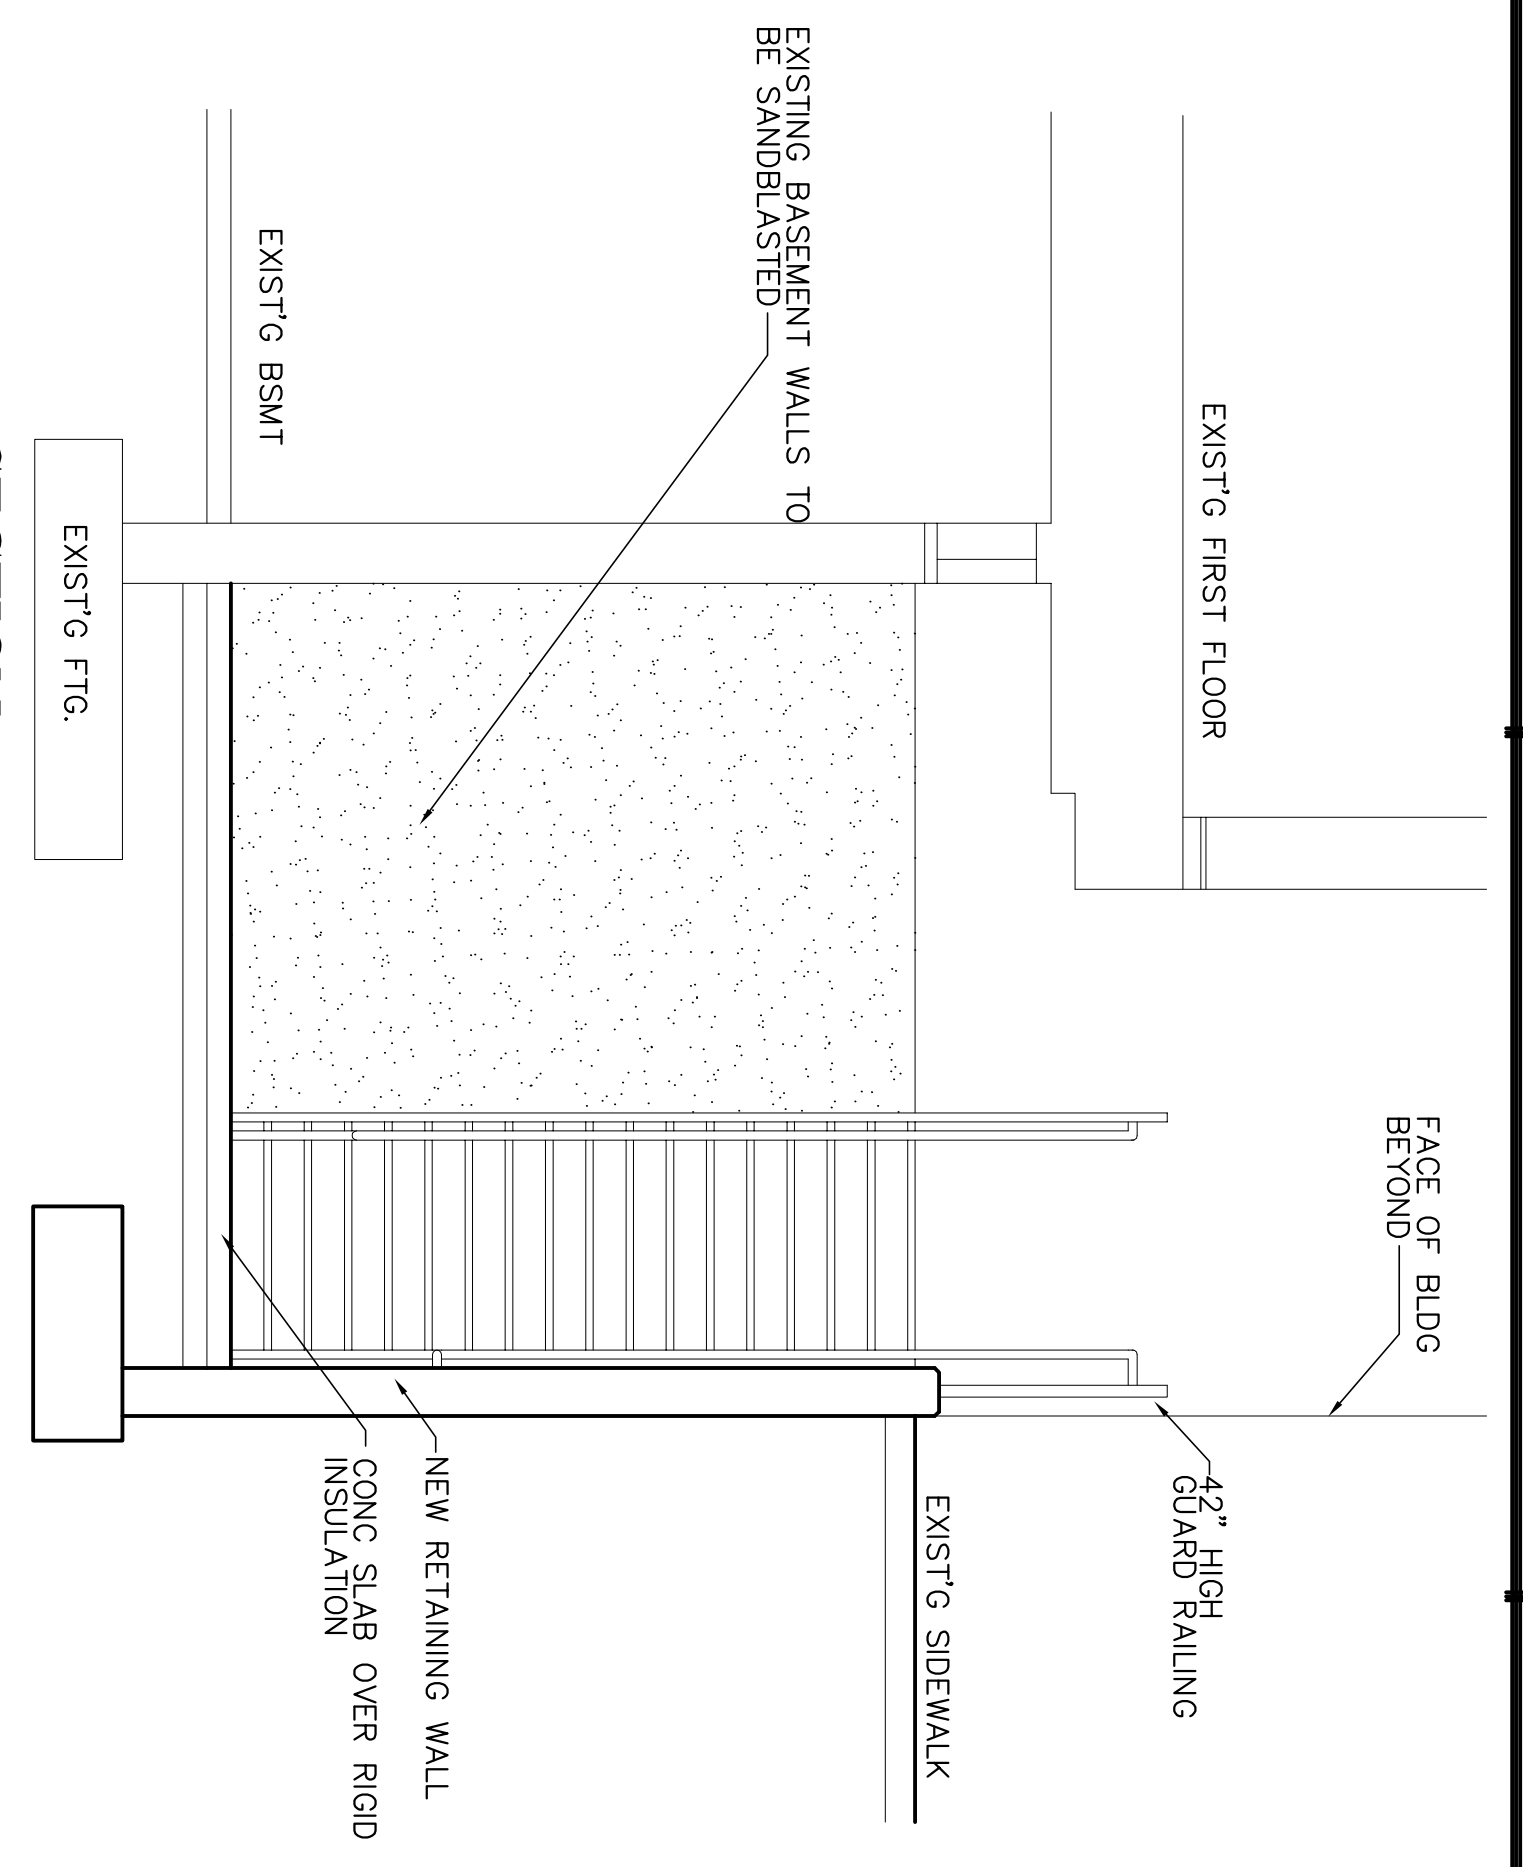 FACE OF BLDG
BEYOND
EXIST'G FIRST FLOOR
42" HIGH
GUARD RAILING
EXIST'G SIDEWALK
EXISTING BASEMENT WALLS TO
BE SANDBLASTED
NEW RETAINING WALL
CONC SLAB OVER RIGID
INSULATION
EXIST'G BSMT
EXIST'G FTG.